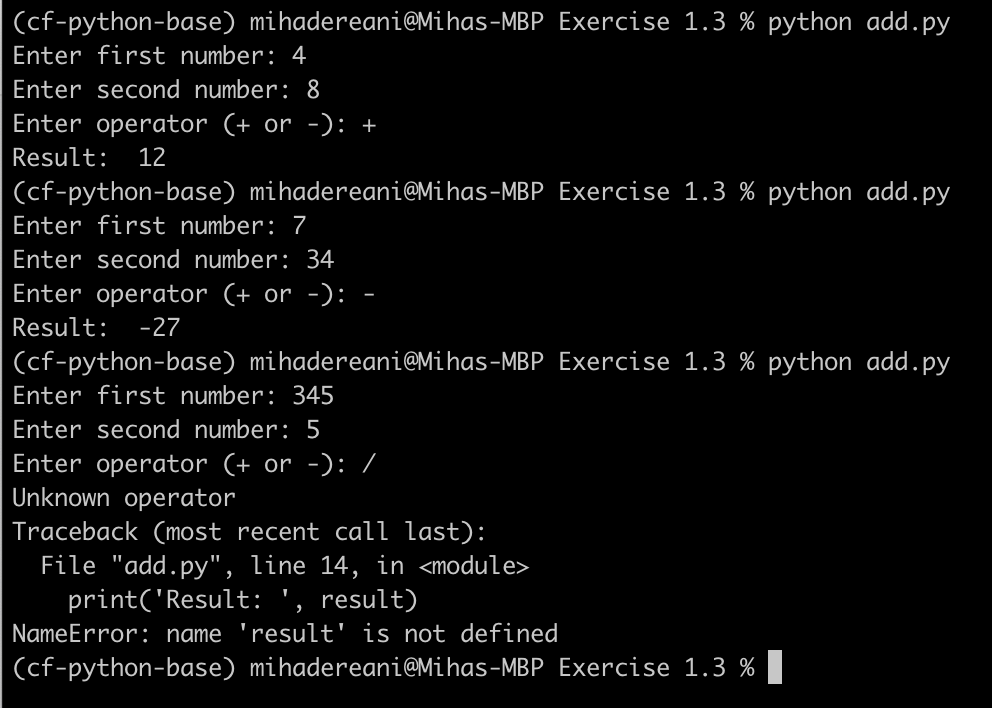 (cf-python-base) mihadereani@Mihas-MBP Exercise 1.3 % python add.py
Enter first number: 4
Enter second number: 8
Enter operator (+ or -): +
Result:  12
(cf-python-base) mihadereani@Mihas-MBP Exercise 1.3 % python add.py
Enter first number: 7
Enter second number: 34
Enter operator (+ or -): -
Result:  -27
(cf-python-base) mihadereani@Mihas-MBP Exercise 1.3 % python add.py
Enter first number: 345
Enter second number: 5
Enter operator (+ or -): /
Unknown operator
Traceback (most recent call last):
  File "add.py", line 14, in <module>
    print('Result: ', result)
NameError: name 'result' is not defined
(cf-python-base) mihadereani@Mihas-MBP Exercise 1.3 %